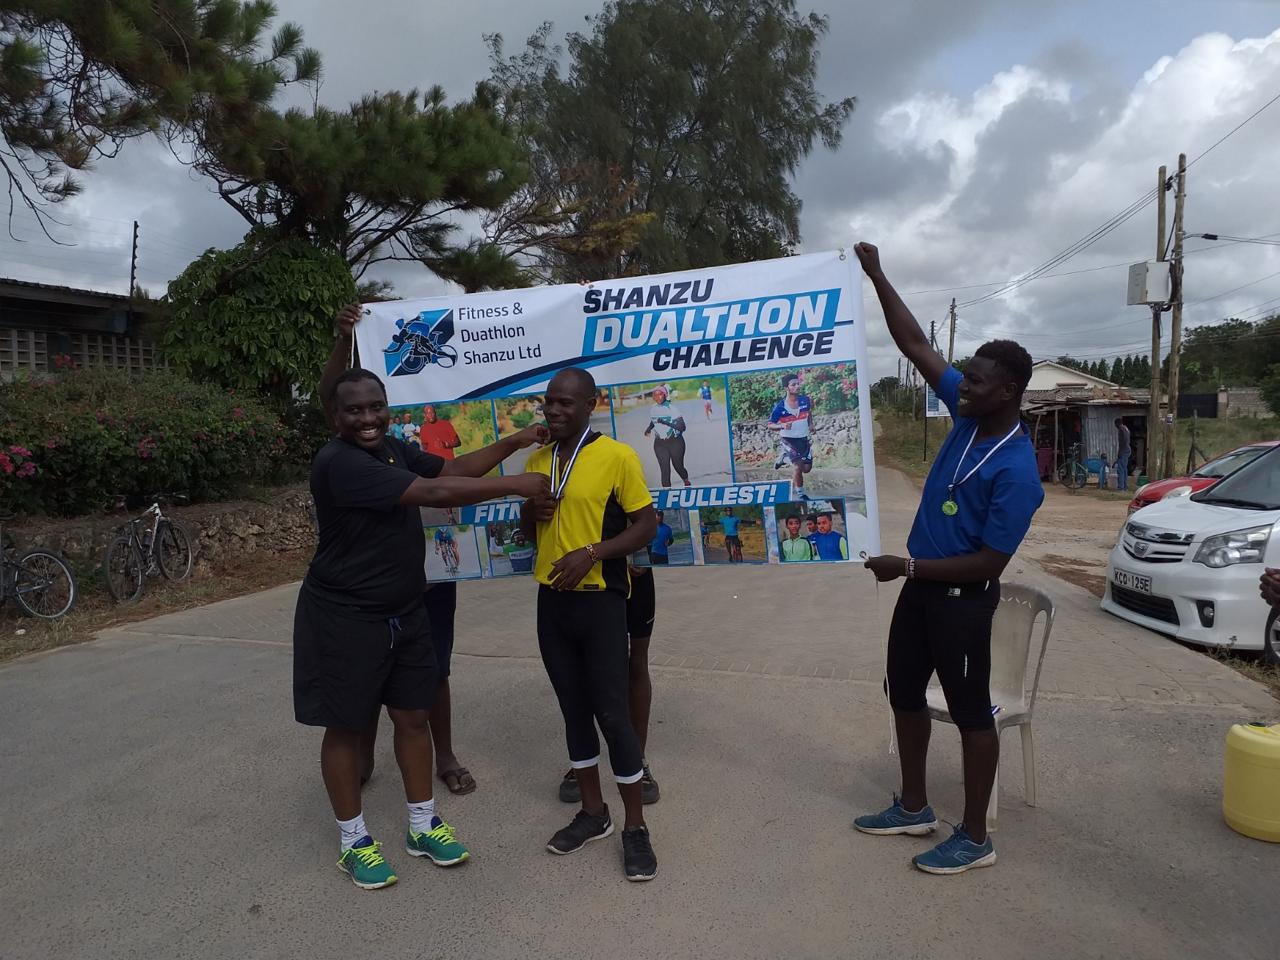 Fitness &
Duathlon
Shanzu Ltd
SHANZU
DUALTHON
CHALLENGE
FULLEST!
KCQ 125E